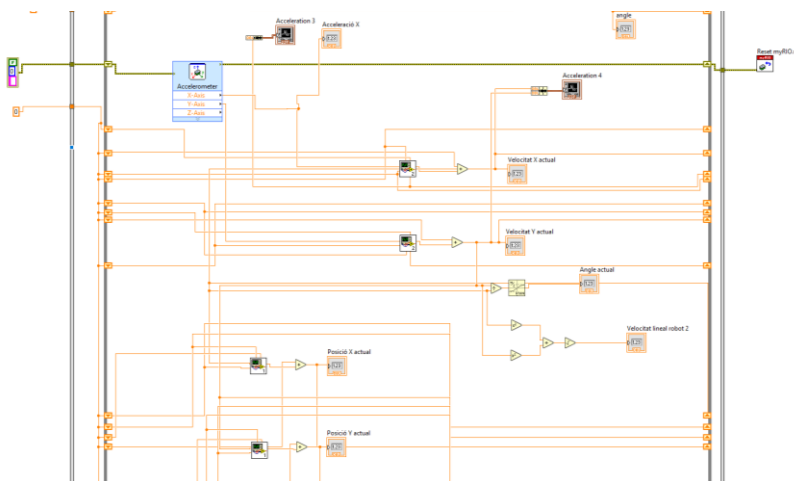 Acceleration 3
Acceleració X
angle
Reset myRIO
Accelerometer
X-Axis
Y-Axis
Z-Axis
Acceleration 4
Velocitat X actual
Velocitat Y actual
Angle actual
Velocitat lineal robot 2
Posició X actual
Posició Y actual